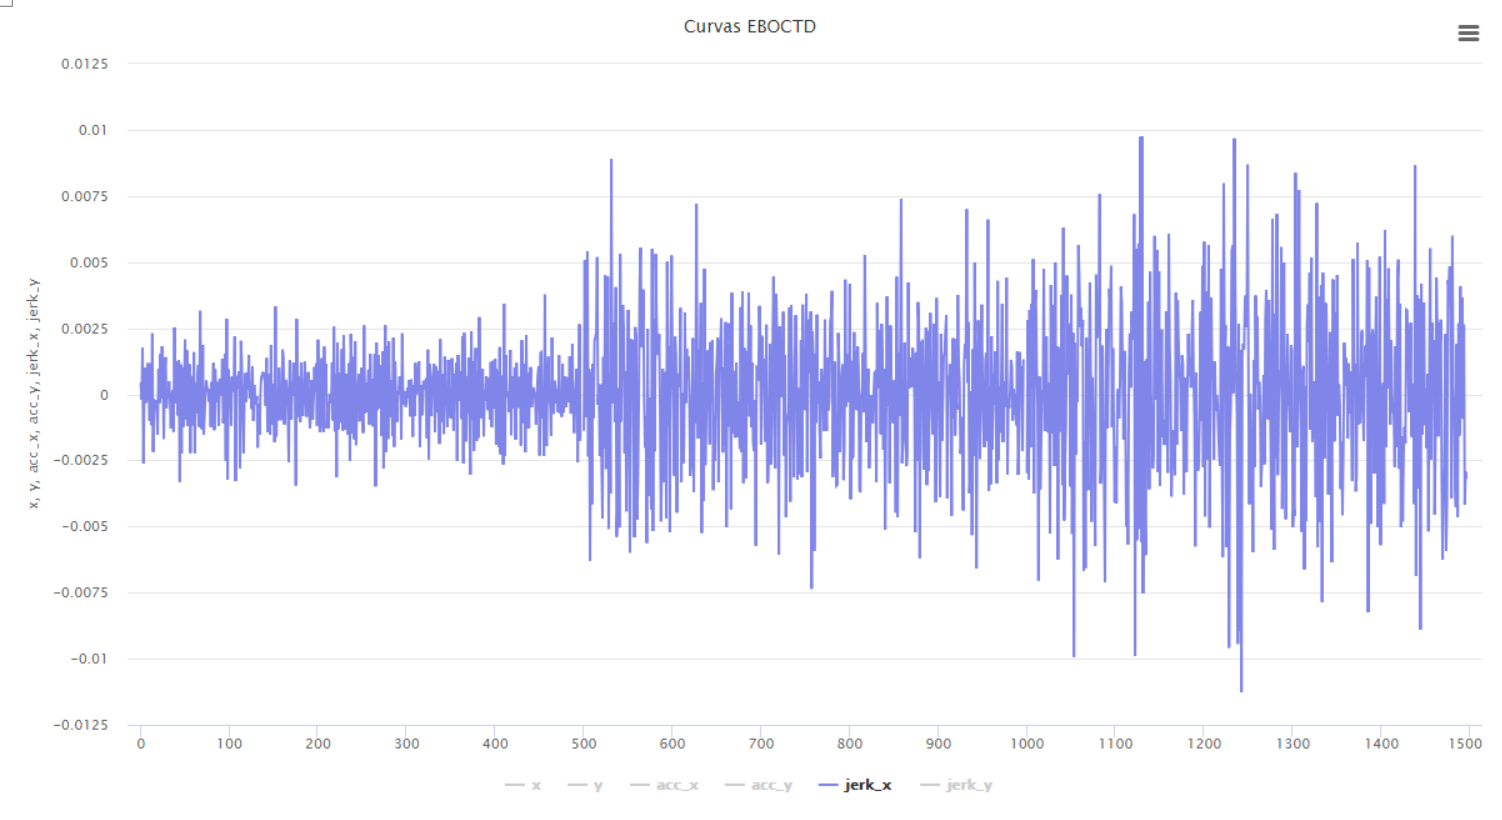 Curvas EBOCTD
0.0125
0.01
0.0075
0.005
0.0025
0
−0.0025
−0.005
−0.0075
−0.01
−0.0125
x, y, acc_x, acc_y, jerk_x, jerk_y
0 100 200 300 400 500 600 700 800 900 1000 1100 1200 1300 1400 1500
x y acc_x acc_y jerk_x jerk_y